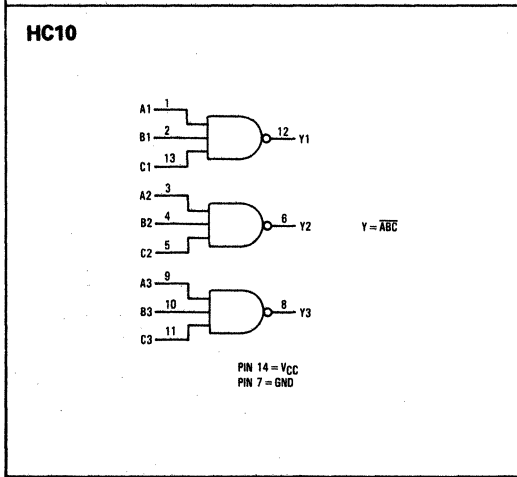 HC10
A1 1
B1 2 12 Y1
C1 13
A2 3
B2 4 6 Y2 Y = A̅B̅C̅
C2 5
A3 9
B3 10 8 Y3
C3 11
PIN 14 = VCC
PIN 7 = GND